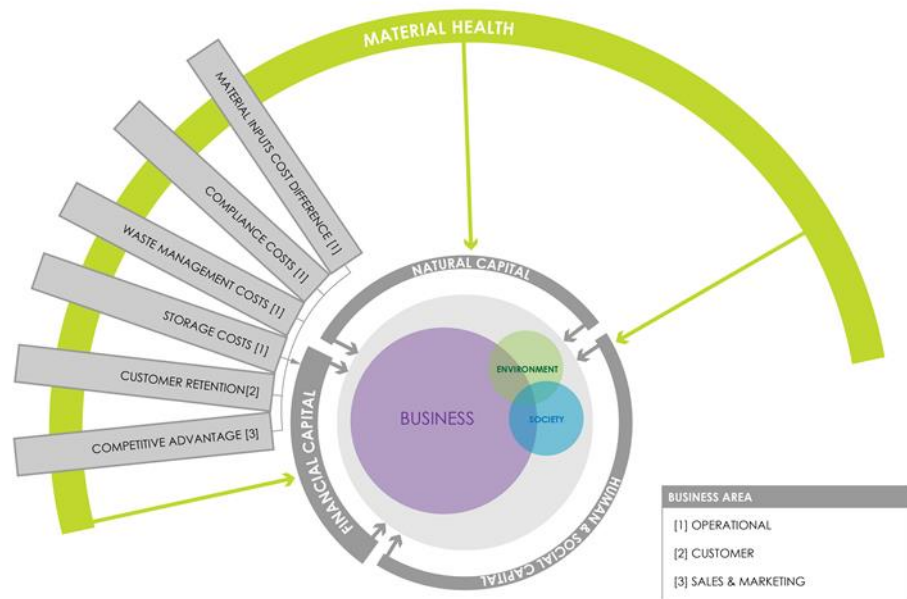 MATERIAL HEALTH
MATERIAL INPUTS COST DIFFERENCE [1]
COMPLIANCE COSTS [1]
WASTE MANAGEMENT COSTS [1]
STORAGE COSTS [1]
CUSTOMER RETENTION[2]
COMPETITIVE ADVANTAGE [3]
NATURAL CAPITAL
FINANCIAL CAPITAL
HUMAN & SOCIAL CAPITAL
ENVIRONMENT
BUSINESS
SOCIETY
BUSINESS AREA
[1] OPERATIONAL
[2] CUSTOMER
[3] SALES & MARKETING